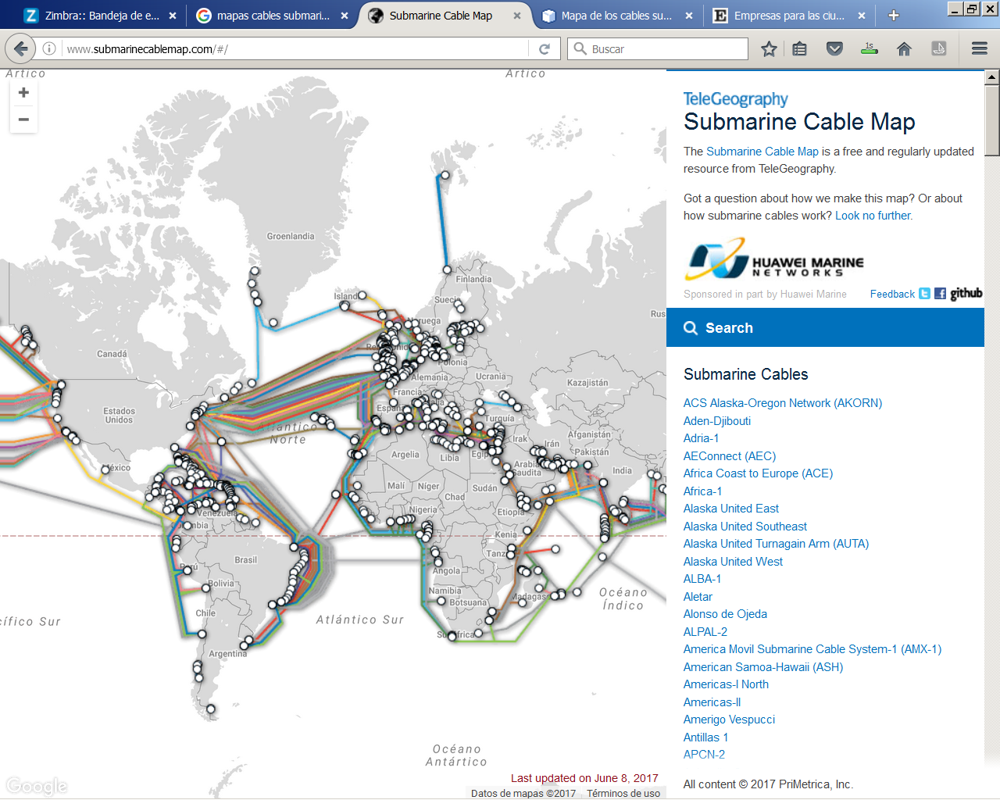 Zimbra:: Bandeja de e...
mapas cables submari...
Submarine Cable Map
Mapa de los cables su...
Empresas para las ciu...
www.submarinecablemap.com/#/
Buscar
1s
Ártico
Ártico
TeleGeography
Submarine Cable Map
The Submarine Cable Map is a free and regularly updated
resource from TeleGeography.
Got a question about how we make this map? Or about
how submarine cables work? Look no further.
HUAWEI MARINE
NETWORKS
Sponsored in part by Huawei Marine
Feedback
github
Search
Submarine Cables
ACS Alaska-Oregon Network (AKORN)
Aden-Djibouti
Adria-1
AEConnect (AEC)
Africa Coast to Europe (ACE)
Africa-1
Alaska United East
Alaska United Southeast
Alaska United Turnagain Arm (AUTA)
Alaska United West
ALBA-1
Aletar
Alonso de Ojeda
ALPAL-2
America Movil Submarine Cable System-1 (AMX-1)
American Samoa-Hawaii (ASH)
Americas-I North
Americas-II
Amerigo Vespucci
Antillas 1
APCN-2
All content © 2017 PriMetrica, Inc.
Groenlandia
Finlandia
Suecia
Noruega
Rus
Canadá
Polonia
Alemania
Ucrania
Kazajistán
Francia
Estados
Unidos
España
Turquía
Atlántico
Norte
Afganistán
Irak
Irán
Pakistán
Argelia
Libia
México
Arabia
Saudita
India
Malí
Níger
Chad
Sudán
Nigeria
Etiopía
Venezuela
Kenia
Brasil
Angola
Bolivia
Namibia
Botsuana
Madagas
Océano
Índico
Chile
cífico Sur
Atlántico Sur
Argentina
Océano
Antártico
Google
Last updated on June 8, 2017
Datos de mapas ©2017
Términos de uso